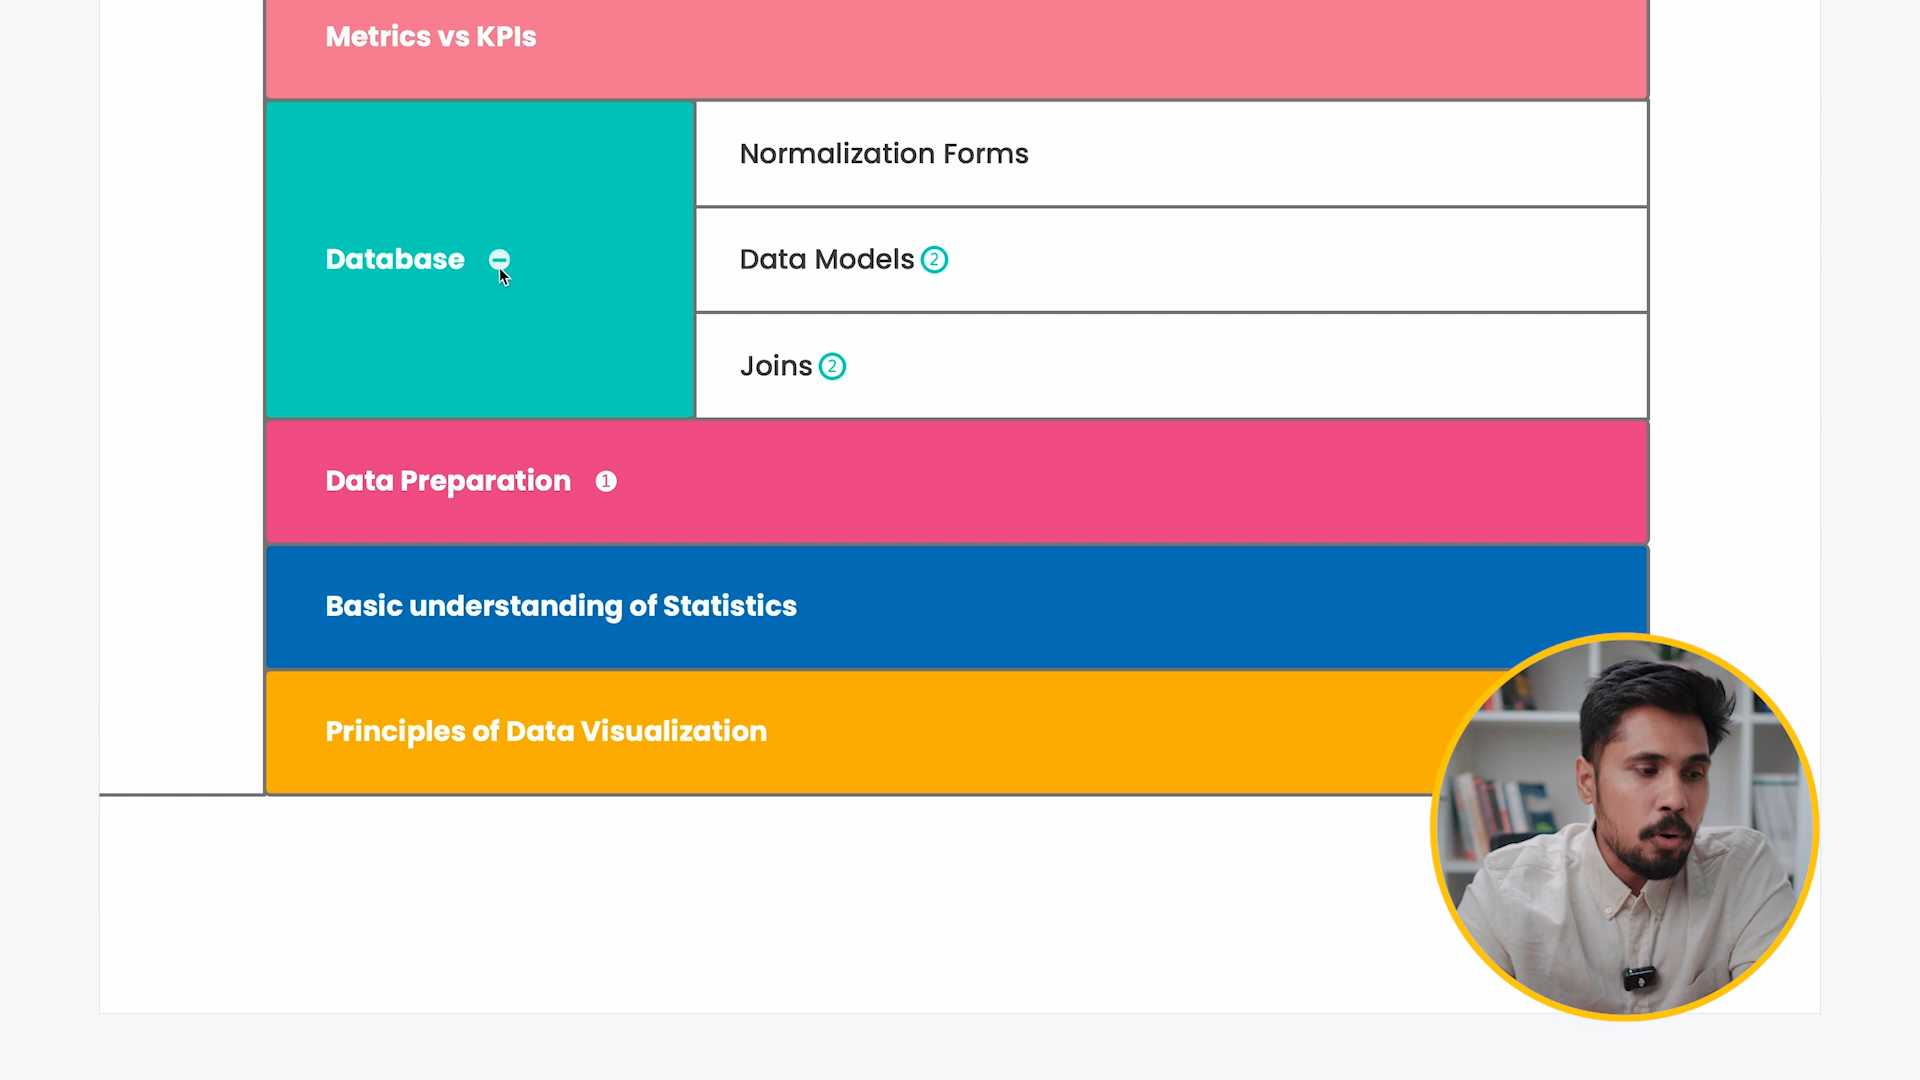 Metrics vs KPIs
Normalization Forms
Database
Data Models 2
Joins 2
Data Preparation 1
Basic understanding of Statistics
Principles of Data Visualization